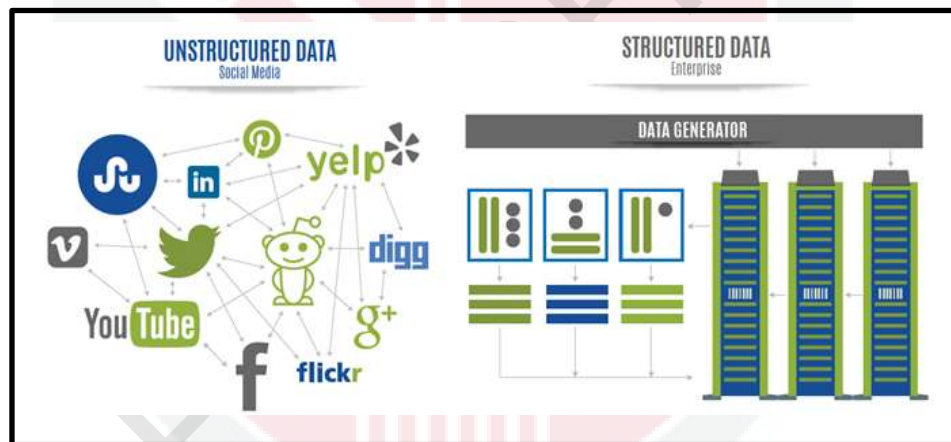 UNSTRUCTURED DATA
Social Media
yelp
in
digg
You Tube
g+
f
flickr
STRUCTURED DATA
Enterprise
DATA GENERATOR